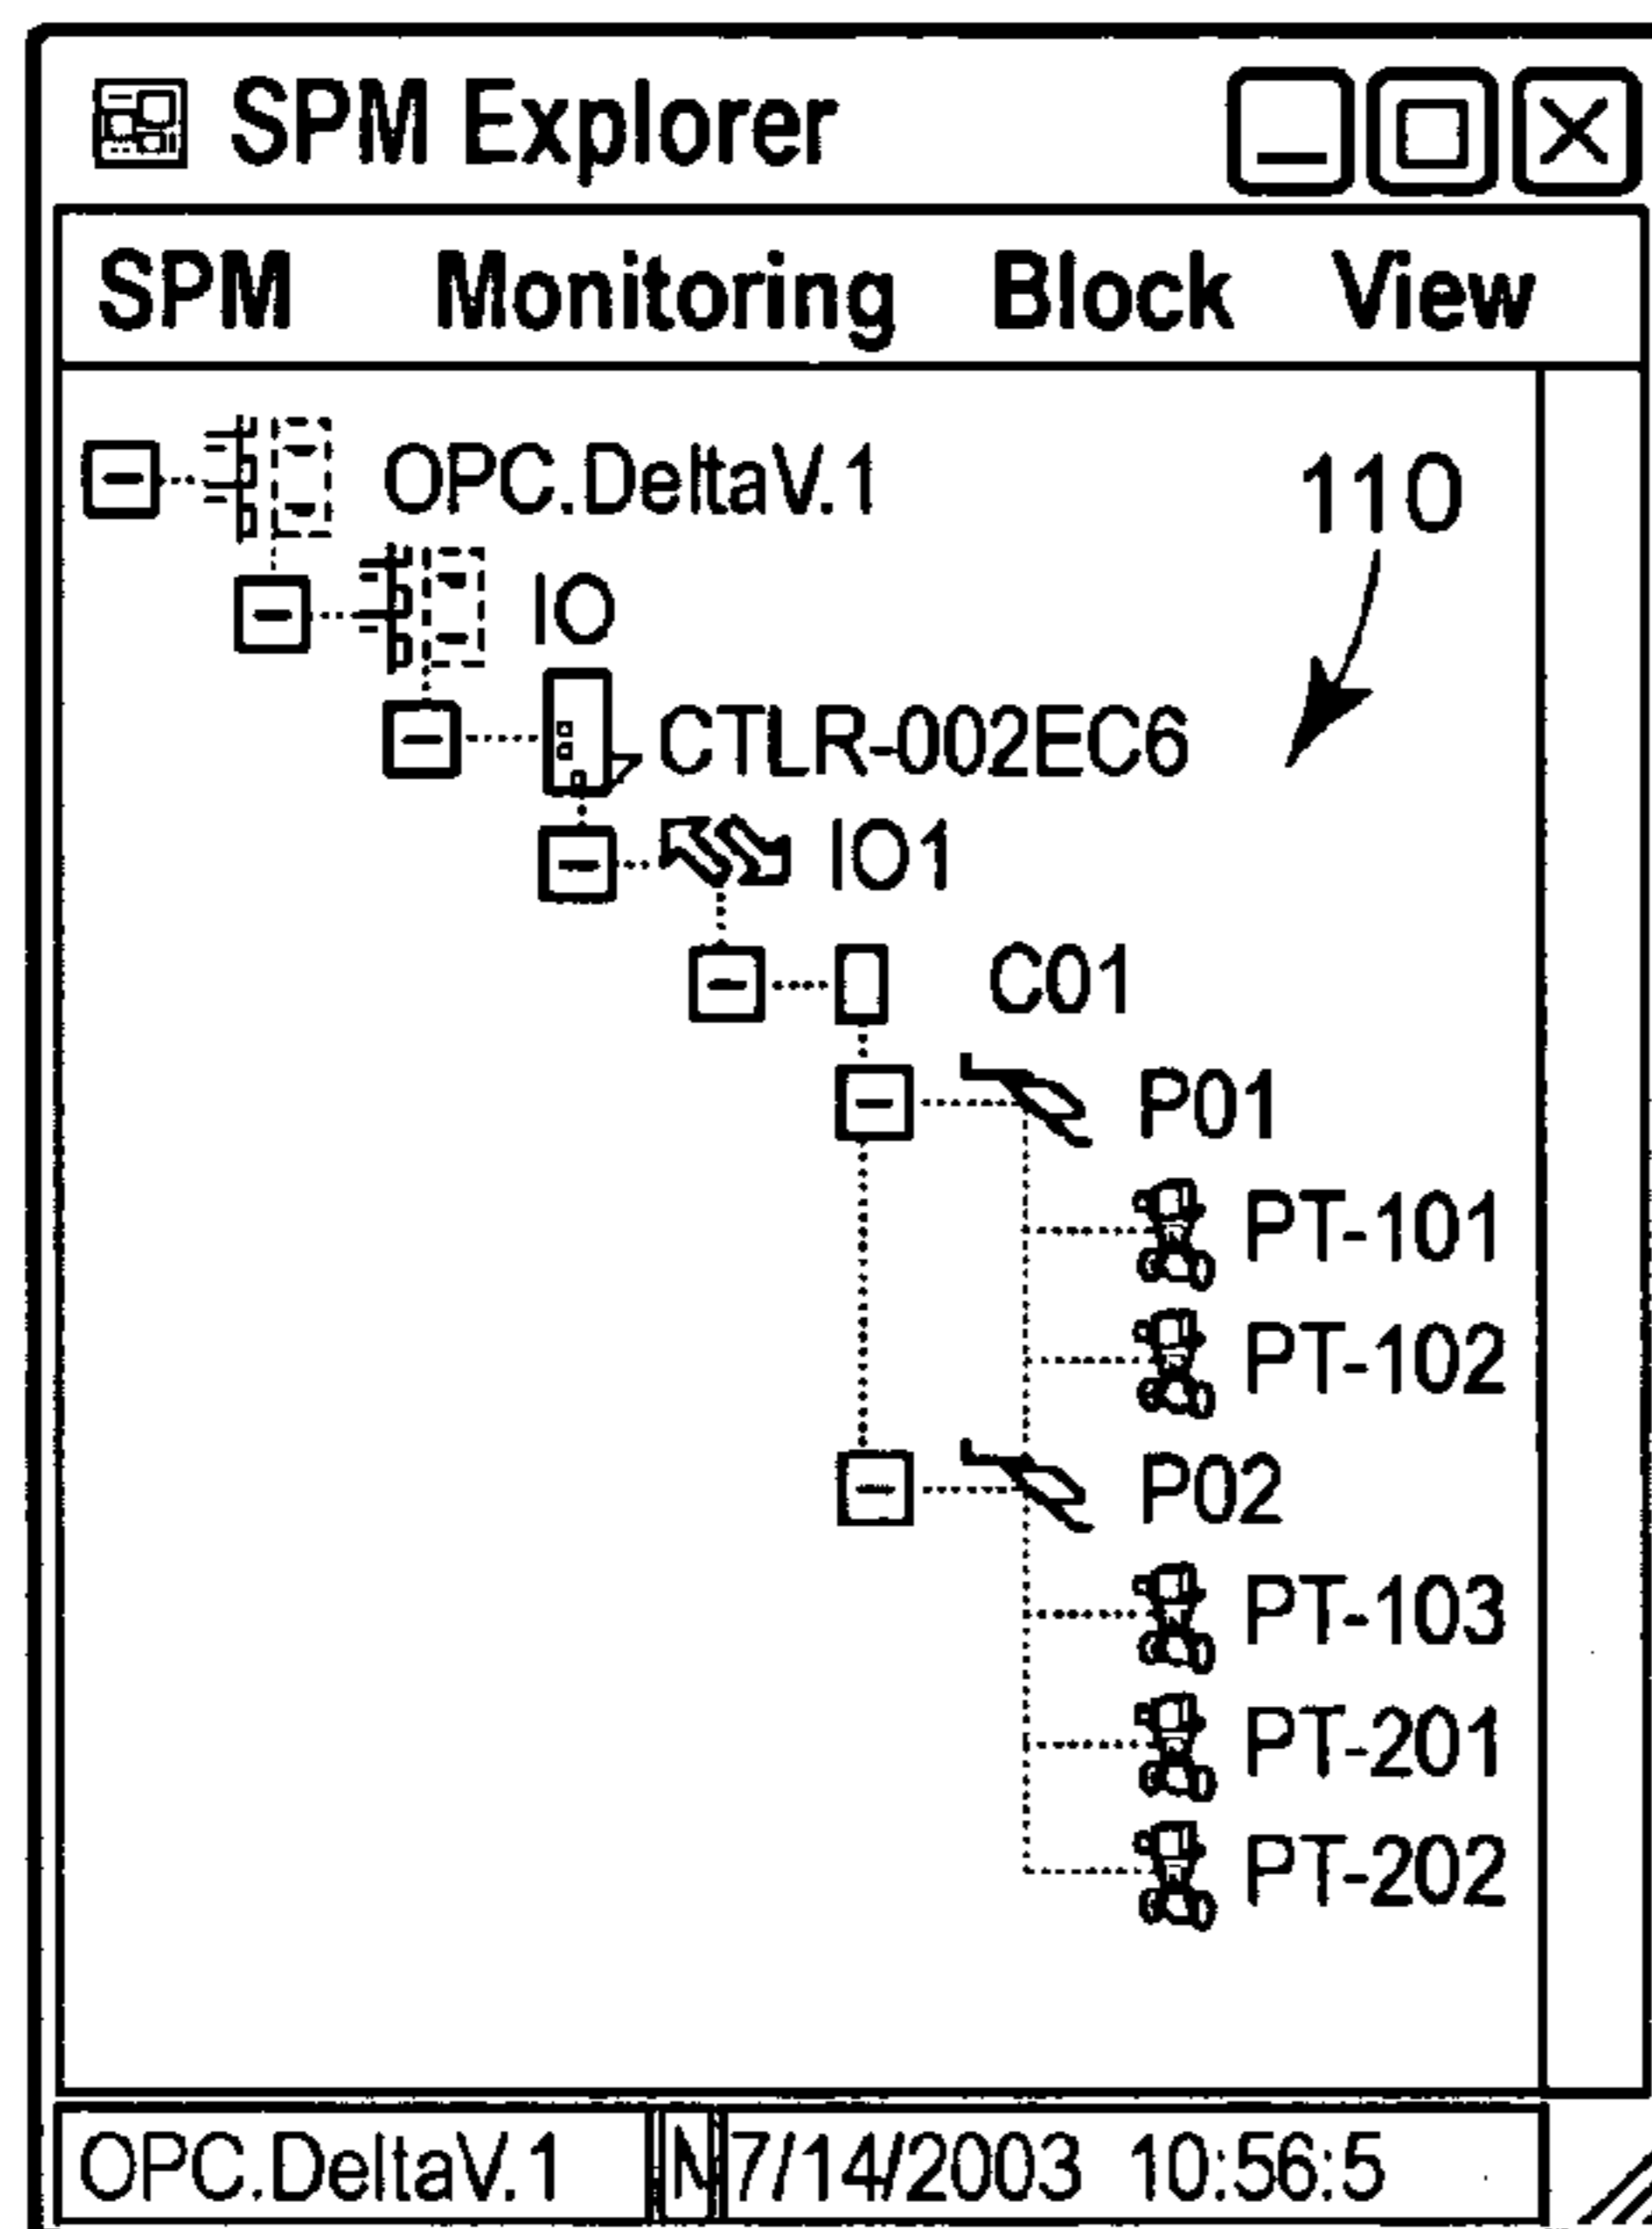 SPM Explorer
SPM Monitoring Block View
OPC.DeltaV.1
110
IO
CTLR-002EC6
IO1
C01
P01
PT-101
PT-102
P02
PT-103
PT-201
PT-202
OPC.DeltaV.1 N 7/14/2003 10:56:5